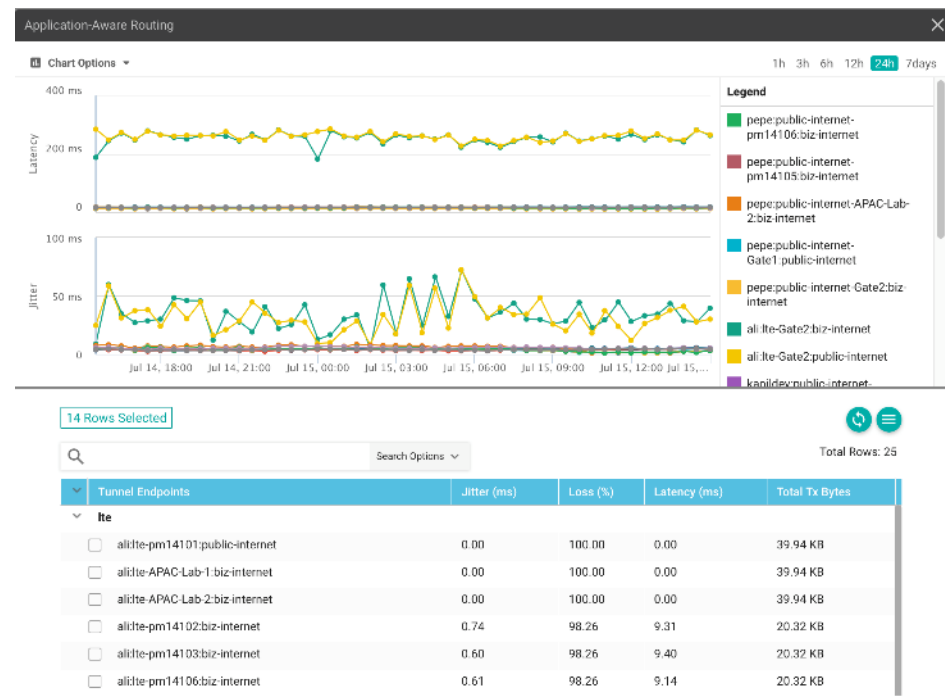 Application-Aware Routing
Chart Options
1h 3h 6h 12h 24h 7days
400 ms
Latency
200 ms
0
100 ms
Jitter
50 ms
0
Jul 14, 18:00 Jul 14, 21:00 Jul 15, 00:00 Jul 15, 03:00 Jul 15, 06:00 Jul 15, 09:00 Jul 15, 12:00 Jul 15,...
Legend
pepe:public-internet-
pm14106:biz-internet
pepe:public-internet-
pm14105:biz-internet
pepe:public-internet-APAC-Lab-
2:biz-internet
pepe:public-internet-
Gate1:public-internet
pepe:public-internet-Gate2:biz-
internet
ali:lte-Gate2:biz-internet
ali:lte-Gate2:public-internet
kapildev:public-internet-
14 Rows Selected
Search Options
Total Rows: 25
Tunnel Endpoints Jitter (ms) Loss (%) Latency (ms) Total Tx Bytes
lte
ali:lte-pm14101:public-internet 0.00 100.00 0.00 39.94 KB
ali:lte-APAC-Lab-1:biz-internet 0.00 100.00 0.00 39.94 KB
ali:lte-APAC-Lab-2:biz-internet 0.00 100.00 0.00 39.94 KB
ali:lte-pm14102:biz-internet 0.74 98.26 9.31 20.32 KB
ali:lte-pm14103:biz-internet 0.60 98.26 9.40 20.32 KB
ali:lte-pm14106:biz-internet 0.61 98.26 9.14 20.32 KB